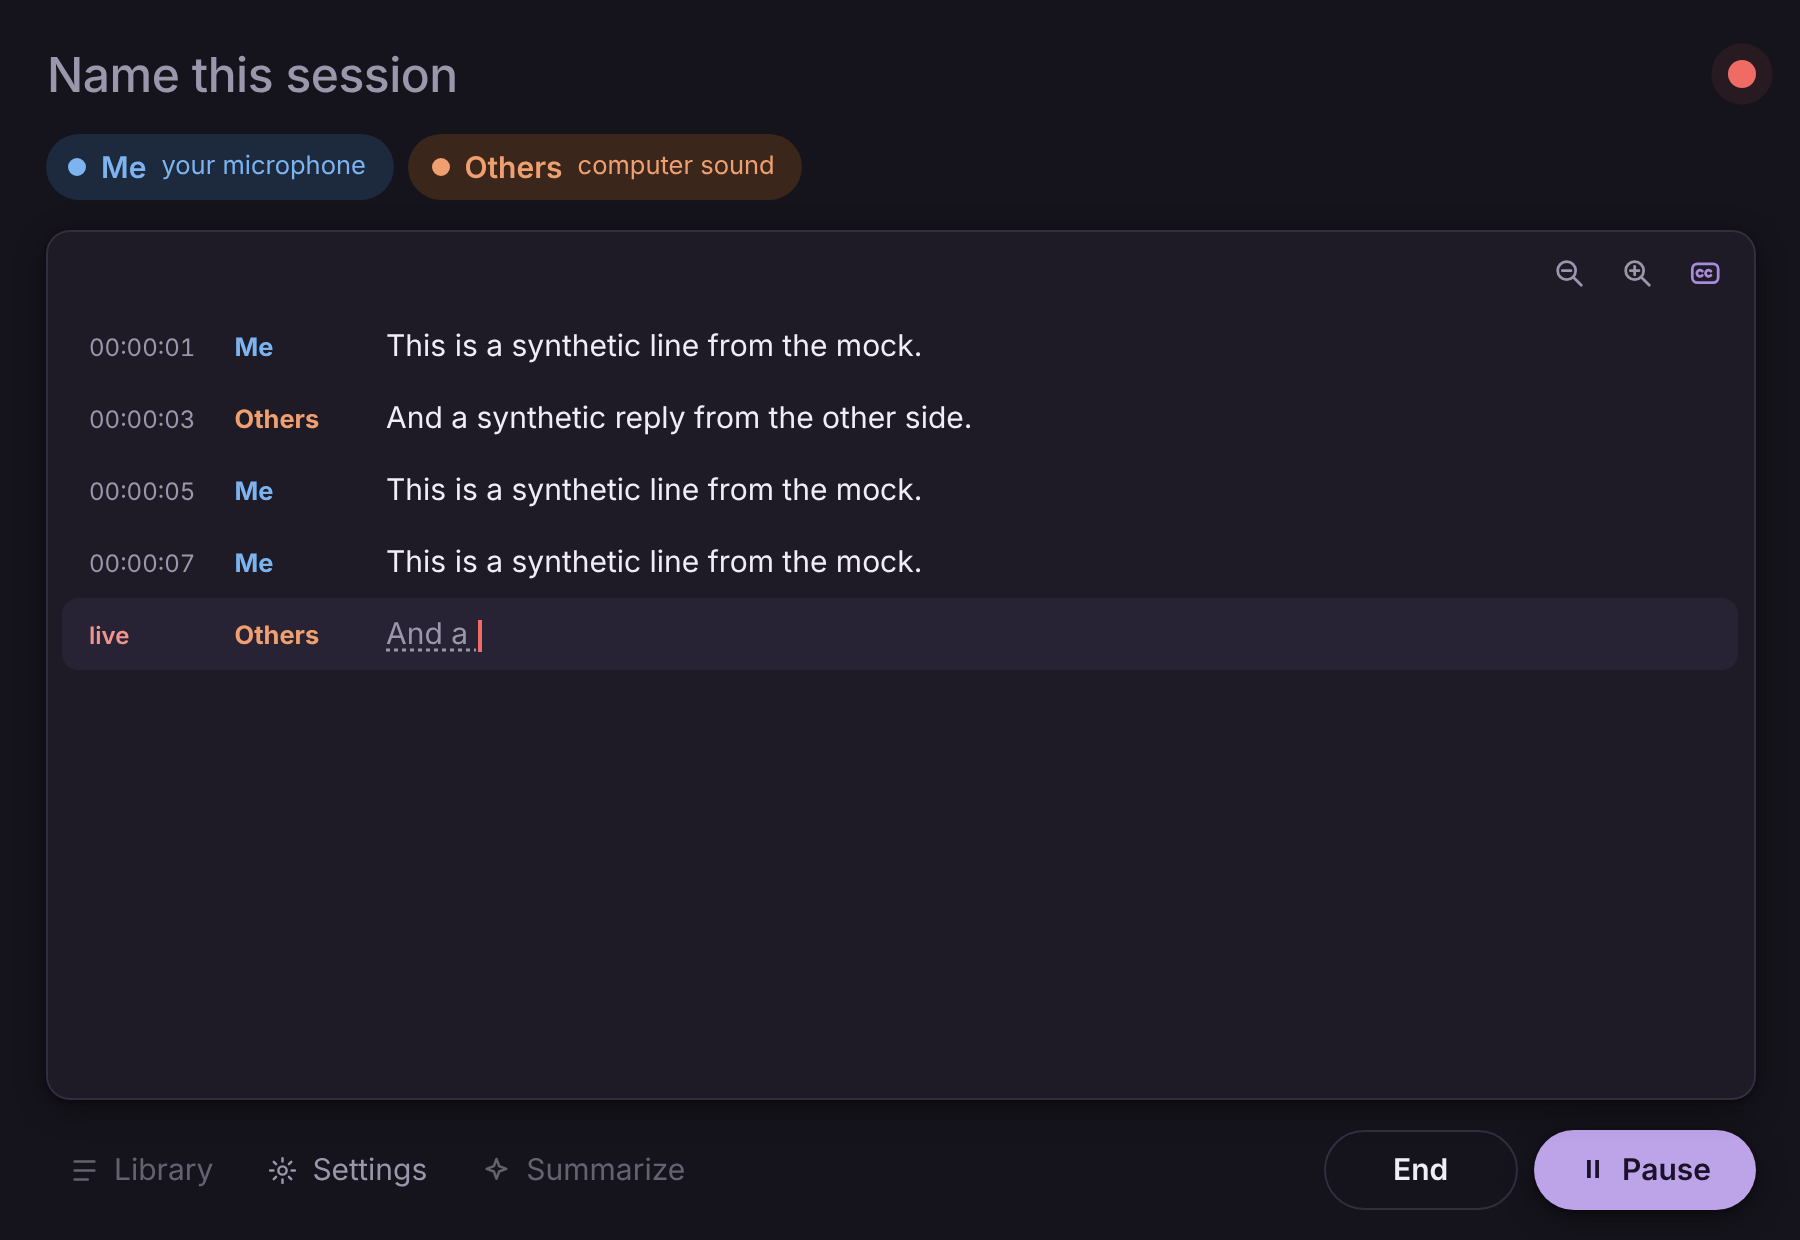 Name this session
Me your microphone Others computer sound
CC
00:00:01 Me This is a synthetic line from the mock.
00:00:03 Others And a synthetic reply from the other side.
00:00:05 Me This is a synthetic line from the mock.
00:00:07 Me This is a synthetic line from the mock.
live Others And a
Library Settings Summarize End Pause